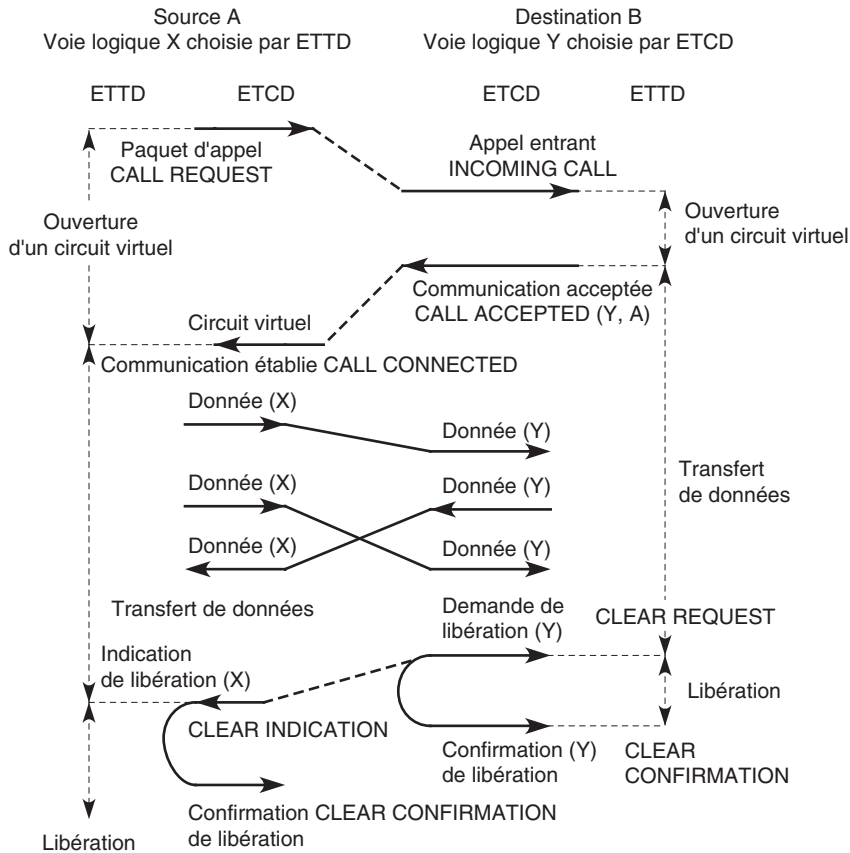 Source A
Voie logique X choisie par ETTD
Destination B
Voie logique Y choisie par ETCD
ETTD
ETCD
ETCD
ETTD
Paquet d'appel
CALL REQUEST
Appel entrant
INCOMING CALL
Ouverture
d'un circuit virtuel
Ouverture
d'un circuit virtuel
Communication acceptée
CALL ACCEPTED (Y, A)
Circuit virtuel
Communication établie CALL CONNECTED
Donnée (X)
Donnée (Y)
Donnée (X)
Donnée (Y)
Transfert
de données
Donnée (X)
Donnée (Y)
Transfert de données
Demande de
libération (Y)
CLEAR REQUEST
Indication
de libération (X)
Libération
CLEAR INDICATION
Confirmation (Y)
de libération
CLEAR
CONFIRMATION
Confirmation CLEAR CONFIRMATION
de libération
Libération